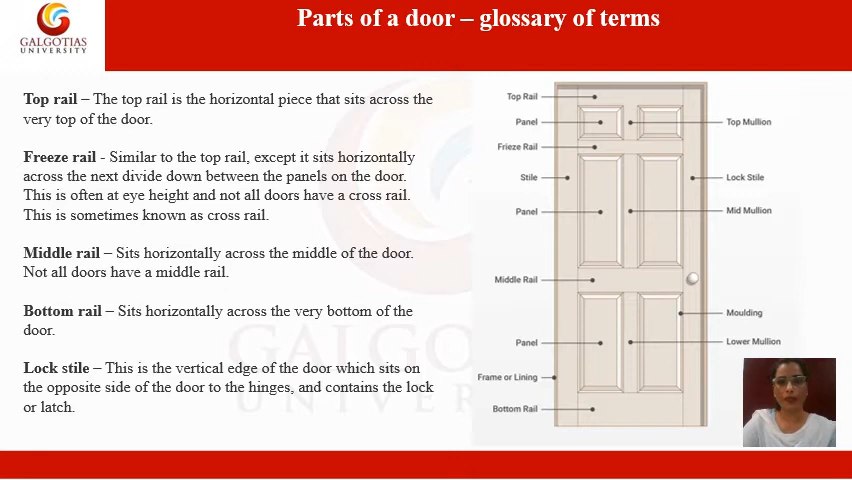 Parts of a door – glossary of terms
GALGOTIAS
UNIVERSITY
Top rail – The top rail is the horizontal piece that sits across the
very top of the door.
Freeze rail - Similar to the top rail, except it sits horizontally
across the next divide down between the panels on the door.
This is often at eye height and not all doors have a cross rail.
This is sometimes known as cross rail.
Middle rail – Sits horizontally across the middle of the door.
Not all doors have a middle rail.
Bottom rail – Sits horizontally across the very bottom of the
door.
Lock stile – This is the vertical edge of the door which sits on
the opposite side of the door to the hinges, and contains the lock
or latch.
Top Rail
Panel
Top Mullion
Frieze Rail
Stile
Lock Stile
Panel
Mid Mullion
Middle Rail
Moulding
Panel
Lower Mullion
Frame or Lining
Bottom Rail